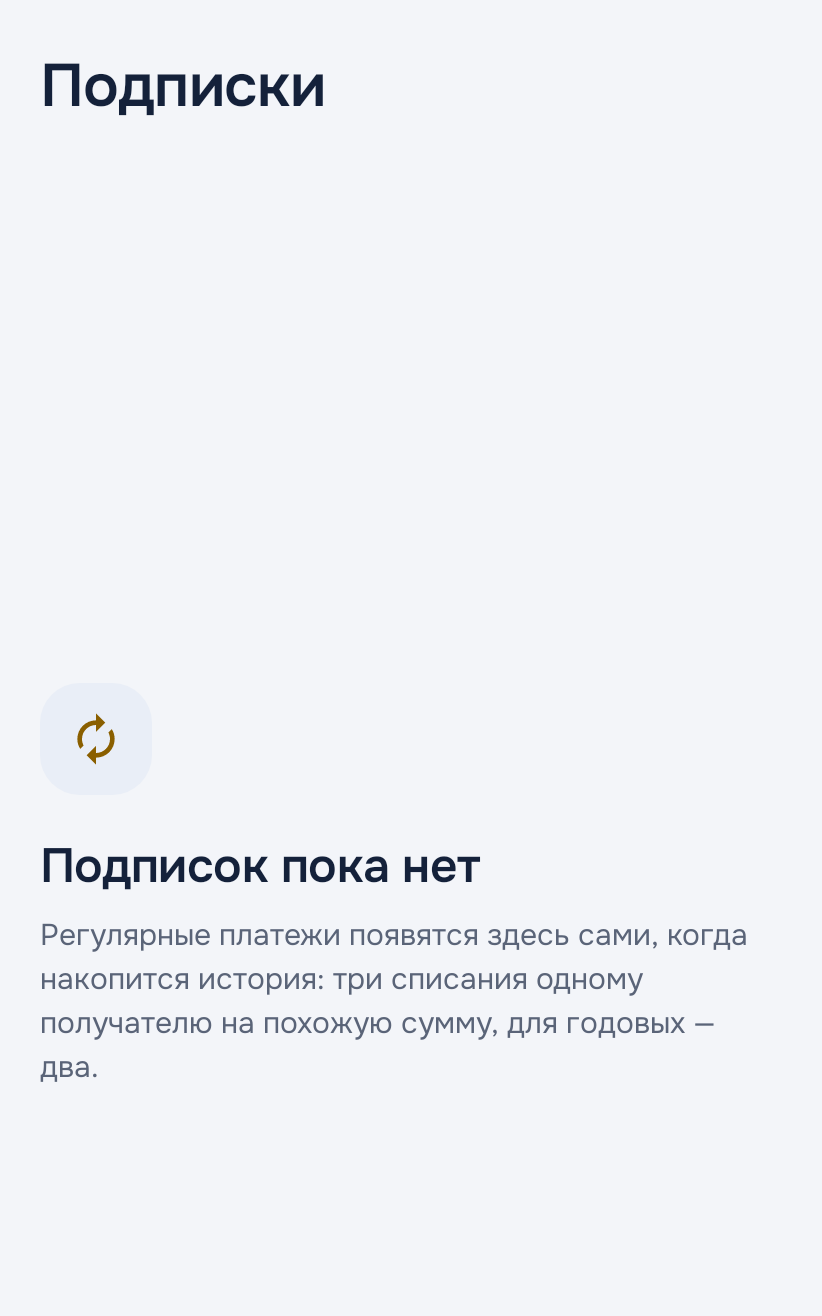 Подписки
Подписок пока нет
Регулярные платежи появятся здесь сами, когда
накопится история: три списания одному
получателю на похожую сумму, для годовых —
два.